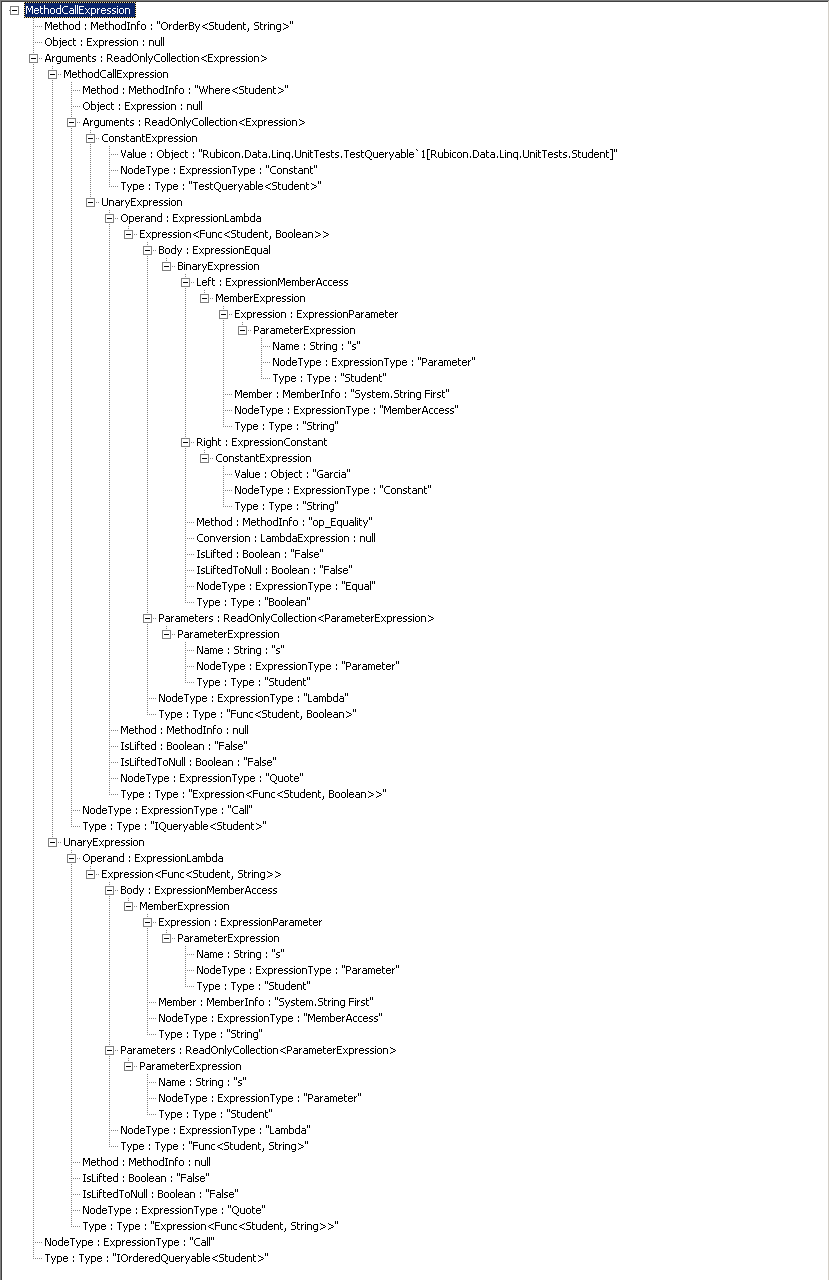 MethodCallExpression
Method : MethodInfo : "OrderBy<Student, String>"
Object : Expression : null
Arguments : ReadOnlyCollection<Expression>
MethodCallExpression
Method : MethodInfo : "Where<Student>"
Object : Expression : null
Arguments : ReadOnlyCollection<Expression>
ConstantExpression
Value : Object : "Rubicon.Data.Linq.UnitTests.TestQueryable`1[Rubicon.Data.Linq.UnitTests.Student]"
NodeType : ExpressionType : "Constant"
Type : Type : "TestQueryable<Student>"
UnaryExpression
Operand : ExpressionLambda
Expression<Func<Student, Boolean>>
Body : ExpressionEqual
BinaryExpression
Left : ExpressionMemberAccess
MemberExpression
Expression : ExpressionParameter
ParameterExpression
Name : String : "s"
NodeType : ExpressionType : "Parameter"
Type : Type : "Student"
Member : MemberInfo : "System.String First"
NodeType : ExpressionType : "MemberAccess"
Type : Type : "String"
Right : ExpressionConstant
ConstantExpression
Value : Object : "Garcia"
NodeType : ExpressionType : "Constant"
Type : Type : "String"
Method : MethodInfo : "op_Equality"
Conversion : LambdaExpression : null
IsLifted : Boolean : "False"
IsLiftedToNull : Boolean : "False"
NodeType : ExpressionType : "Equal"
Type : Type : "Boolean"
Parameters : ReadOnlyCollection<ParameterExpression>
ParameterExpression
Name : String : "s"
NodeType : ExpressionType : "Parameter"
Type : Type : "Student"
NodeType : ExpressionType : "Lambda"
Type : Type : "Func<Student, Boolean>"
Method : MethodInfo : null
IsLifted : Boolean : "False"
IsLiftedToNull : Boolean : "False"
NodeType : ExpressionType : "Quote"
Type : Type : "Expression<Func<Student, Boolean>>"
NodeType : ExpressionType : "Call"
Type : Type : "IQueryable<Student>"
UnaryExpression
Operand : ExpressionLambda
Expression<Func<Student, String>>
Body : ExpressionMemberAccess
MemberExpression
Expression : ExpressionParameter
ParameterExpression
Name : String : "s"
NodeType : ExpressionType : "Parameter"
Type : Type : "Student"
Member : MemberInfo : "System.String First"
NodeType : ExpressionType : "MemberAccess"
Type : Type : "String"
Parameters : ReadOnlyCollection<ParameterExpression>
ParameterExpression
Name : String : "s"
NodeType : ExpressionType : "Parameter"
Type : Type : "Student"
NodeType : ExpressionType : "Lambda"
Type : Type : "Func<Student, String>"
Method : MethodInfo : null
IsLifted : Boolean : "False"
IsLiftedToNull : Boolean : "False"
NodeType : ExpressionType : "Quote"
Type : Type : "Expression<Func<Student, String>>"
NodeType : ExpressionType : "Call"
Type : Type : "IOrderedQueryable<Student>"